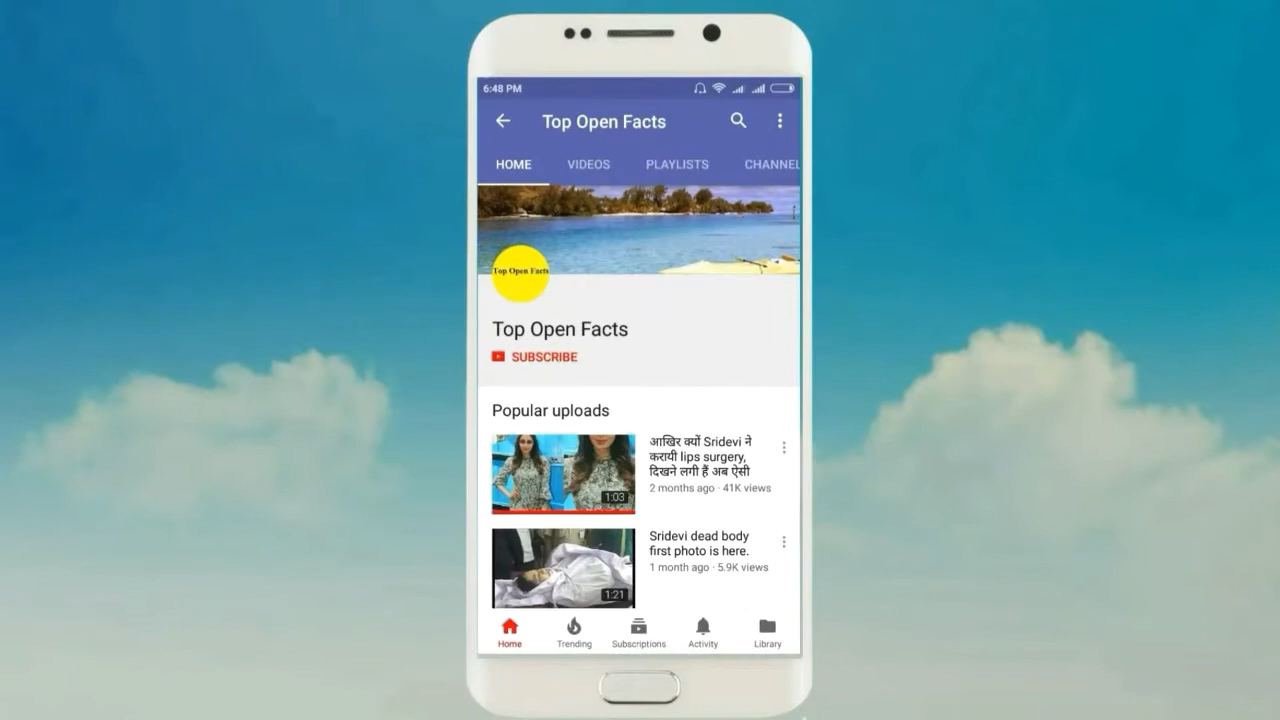 6:48 PM
Top Open Facts
HOME VIDEOS PLAYLISTS CHANNEL
Top Open Facts
Top Open Facts
SUBSCRIBE
Popular uploads
आखिर क्यों Sridevi ने
करायी lips surgery,
दिखने लगी हैं अब ऐसी
2 months ago · 41K views
1:03
Sridevi dead body
first photo is here.
1 month ago · 5.9K views
1:21
Home Trending Subscriptions Activity Library